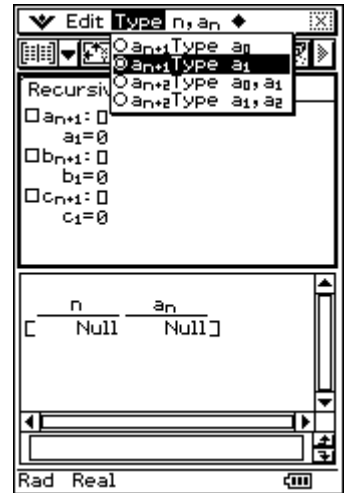 Edit Type n,aₙ
aₙ₊₁Type a₀
aₙ₊₁Type a₁
aₙ₊₂Type a₀,a₁
aₙ₊₂Type a₁,a₂
Recursiv
aₙ₊₁:
a₁=0
bₙ₊₁:
b₁=0
cₙ₊₁:
c₁=0
n aₙ
[ Null Null]
Rad Real